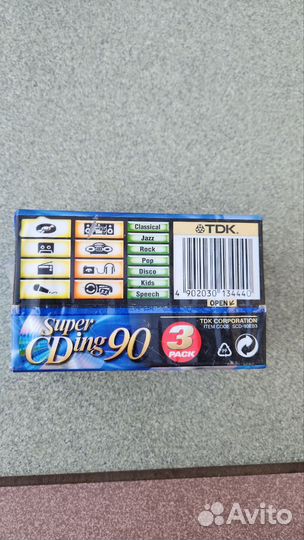 Classical
Jazz
Rock
Pop
Disco
Kids
Speech
TDK
4 902030 134440
OPEN
Super
CDing 90
3
PACK
TDK CORPORATION
ITEM CODE: SCD-90EB3
Avito